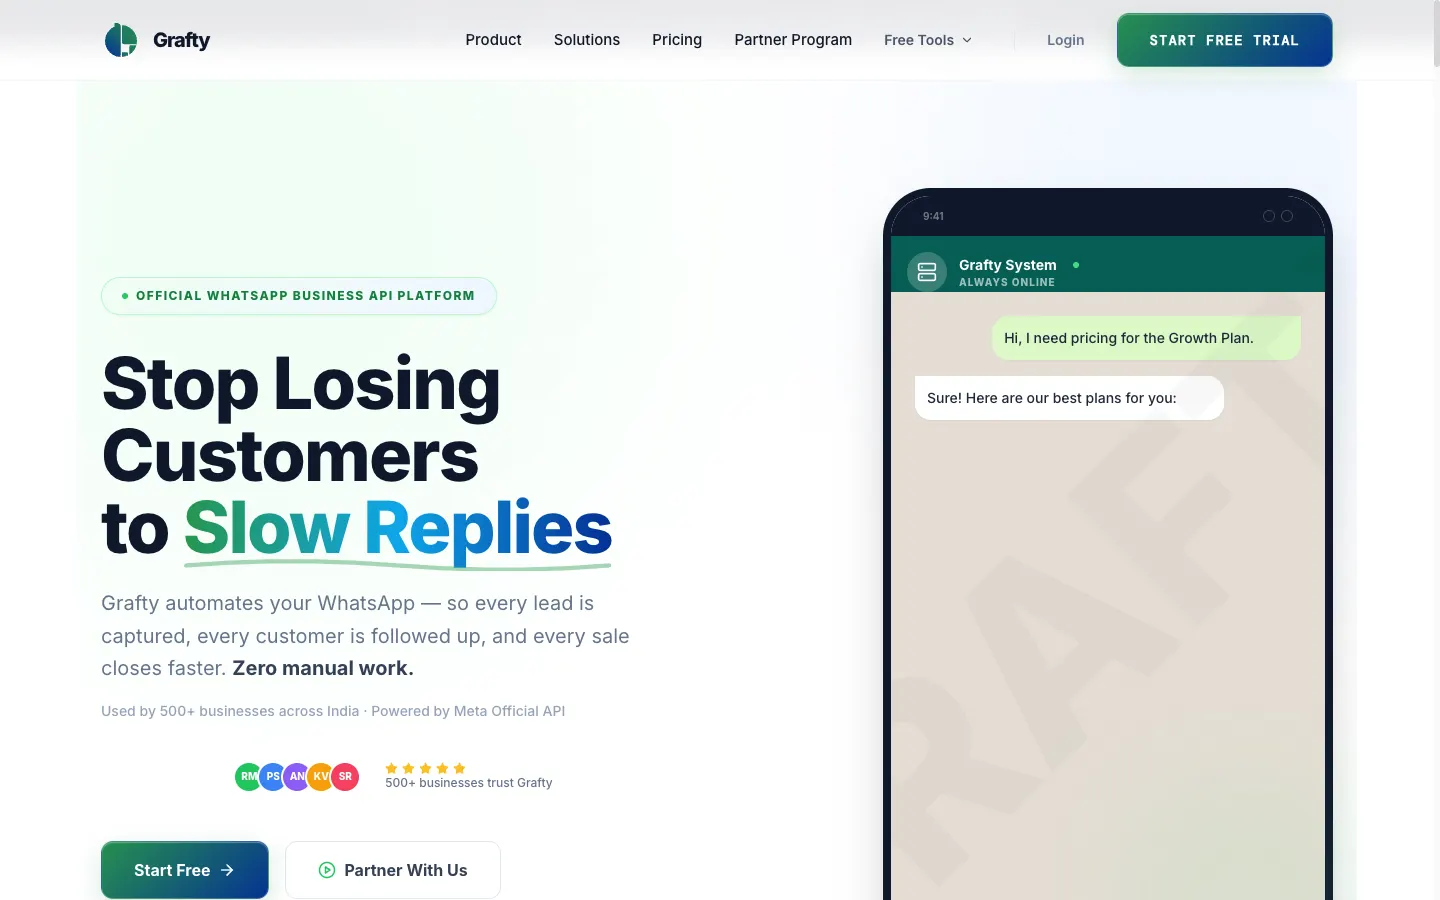 Grafty
Product
Solutions
Pricing
Partner Program
Free Tools
Login
START FREE TRIAL
OFFICIAL WHATSAPP BUSINESS API PLATFORM
Stop Losing
Customers
to Slow Replies
Grafty automates your WhatsApp — so every lead is
captured, every customer is followed up, and every sale
closes faster. Zero manual work.
Used by 500+ businesses across India · Powered by Meta Official API
RM PS AN KV SR
500+ businesses trust Grafty
Start Free
Partner With Us
9:41
Grafty System
ALWAYS ONLINE
Hi, I need pricing for the Growth Plan.
Sure! Here are our best plans for you: